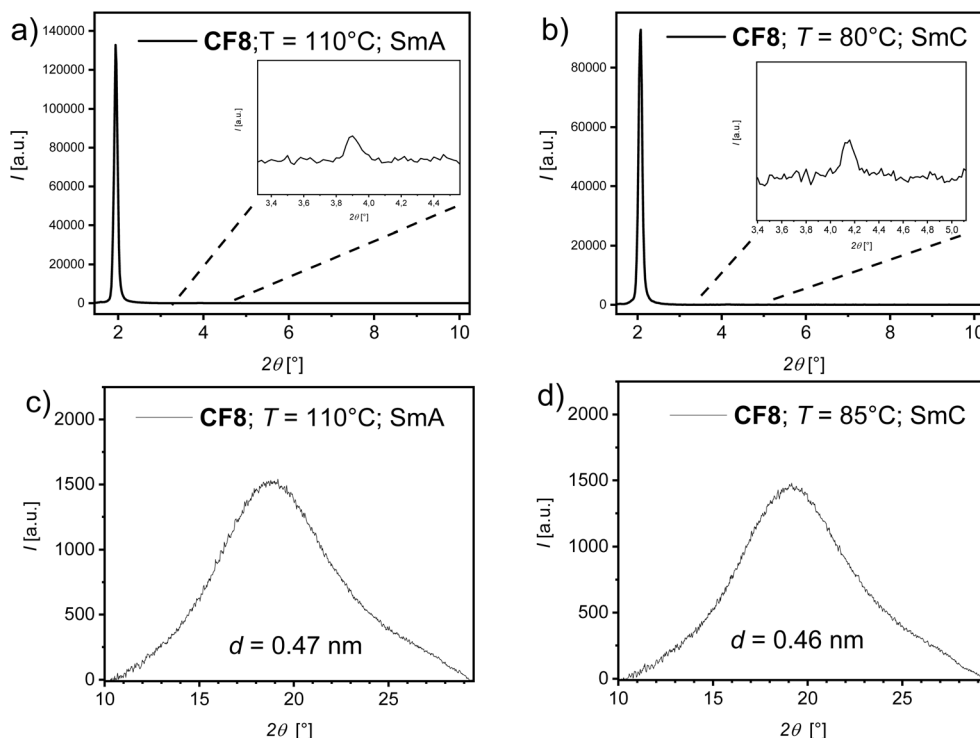 a)
CF8;T = 110°C; SmA
I [a.u.]
140000
120000
100000
80000
60000
40000
20000
0
2 4 6 8 10
2θ [°]
I [a.u.]
3,4 3,6 3,8 4,0 4,2 4,4
2θ [°]
b)
CF8; T = 80°C; SmC
I [a.u.]
80000
60000
40000
20000
0
2 4 6 8 10
2θ [°]
I [a.u.]
3,4 3,6 3,8 4,0 4,2 4,4 4,6 4,8 5,0
2θ [°]
c)
CF8; T = 110°C; SmA
I [a.u.]
2000
1500
1000
500
0
d = 0.47 nm
10 15 20 25
2θ [°]
d)
CF8; T = 85°C; SmC
I [a.u.]
2000
1500
1000
500
0
d = 0.46 nm
10 15 20 25
2θ [°]